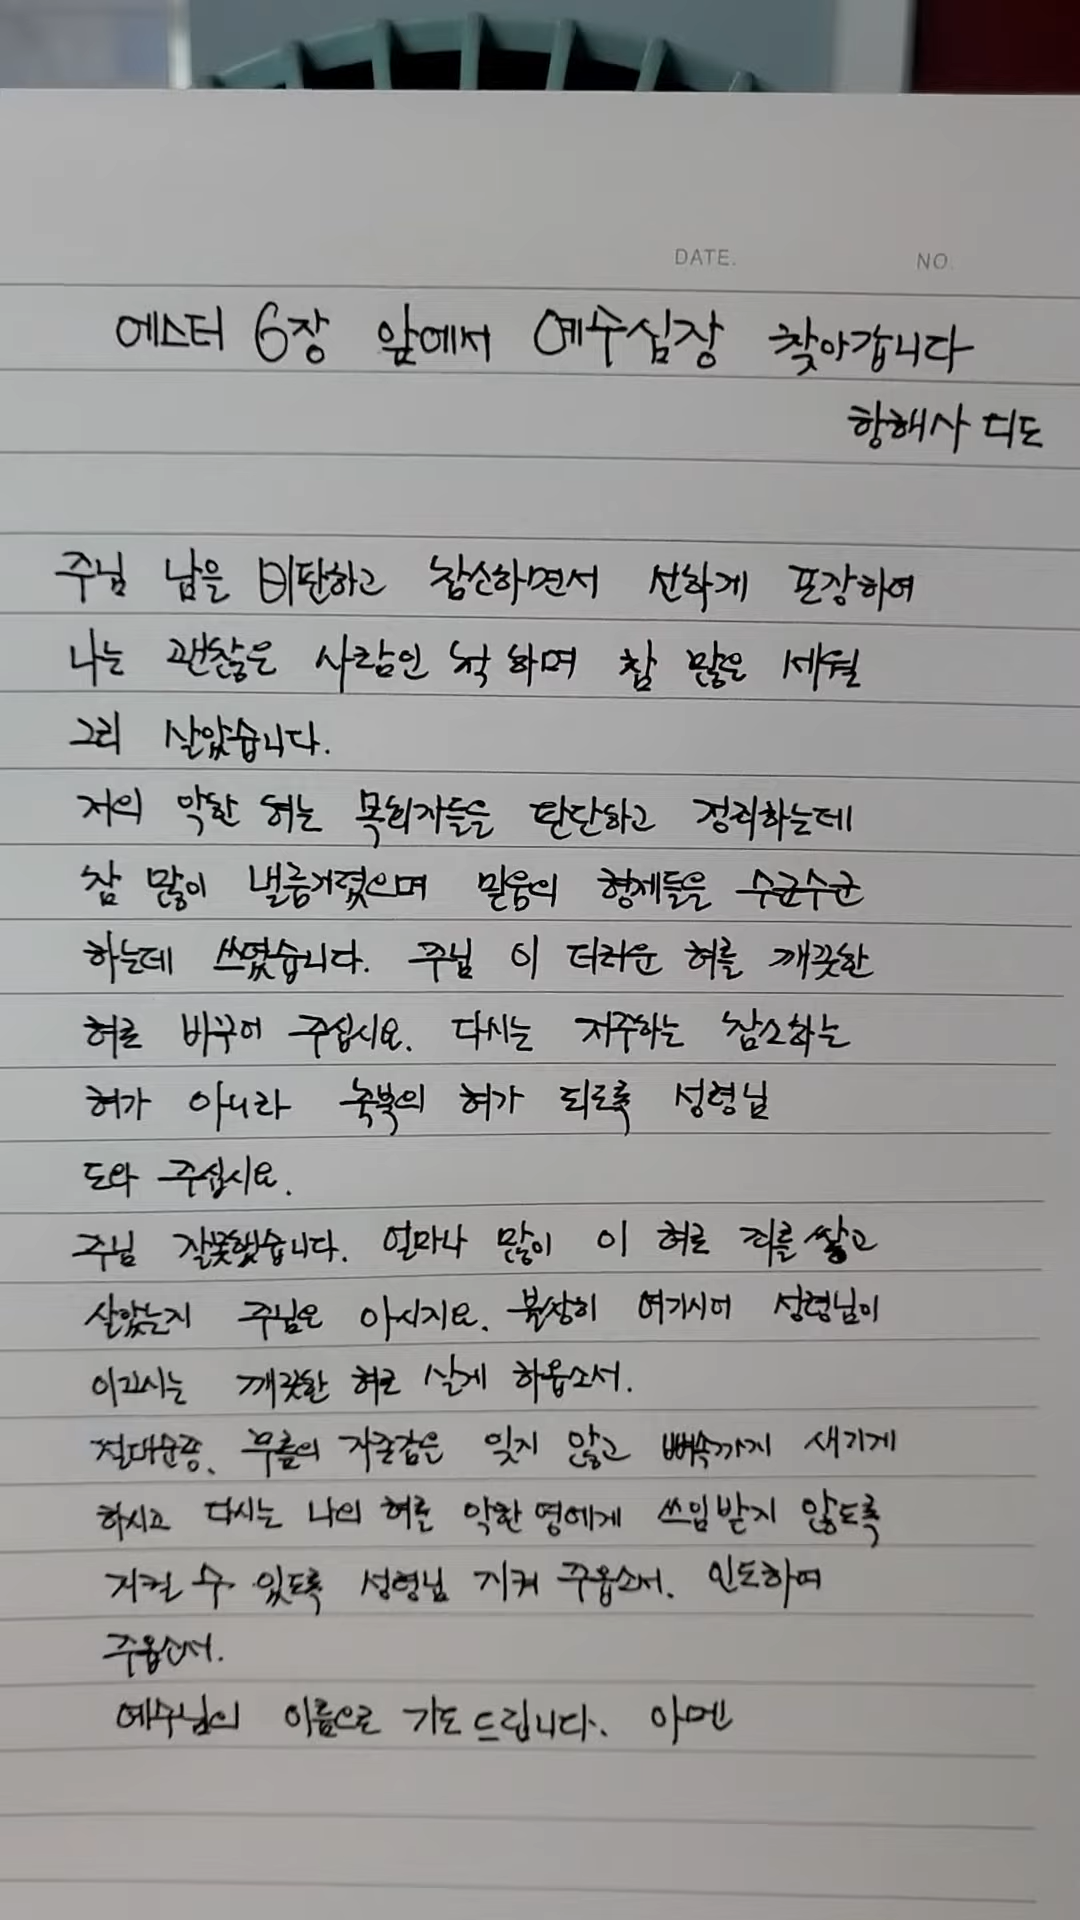 DATE. NO.
에스더 6장 앞에서 예수심장 찾아갑니다
항해사 디도
주님 남을 비판하고 참소하면서 선하게 포장하여
나는 괜찮은 사람인 척 하며 참 많은 세월
그리 살았습니다.
저의 악한 혀는 목회자들을 판단하고 정죄하는데
참 많이 낼름거렸으며 믿음의 형제들을 수군수군
하는데 쓰였습니다. 주님 이 더러운 혀를 깨끗한
혀로 바꾸어 주십시요. 다시는 저주하는 참소하는
혀가 아니라 축복의 혀가 되도록 성령님
도와 주십시요.
주님 잘못했습니다. 얼마나 많이 이 혀로 죄를 쌓고
살았는지 주님은 아시지요. 불쌍히 여기시어 성령님이
이끄시는 깨끗한 혀로 살게 하옵소서.
절대순종, 무릎의 자궁값은 잊지 않고 뼈속까지 새기게
하시고 다시는 나의 혀를 악한 영에게 쓰임받지 않도록
지킬 수 있도록 성령님 지켜 주옵소서. 인도하여
주옵소서.
예수님의 이름으로 기도드립니다. 아멘